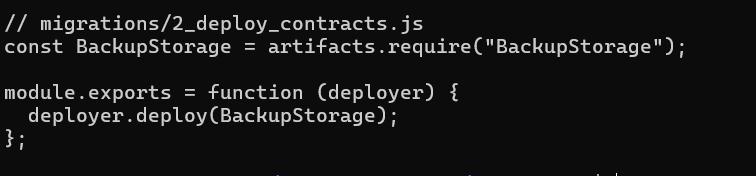 // migrations/2_deploy_contracts.js
const BackupStorage = artifacts.require("BackupStorage");
module.exports = function (deployer) {
  deployer.deploy(BackupStorage);
};